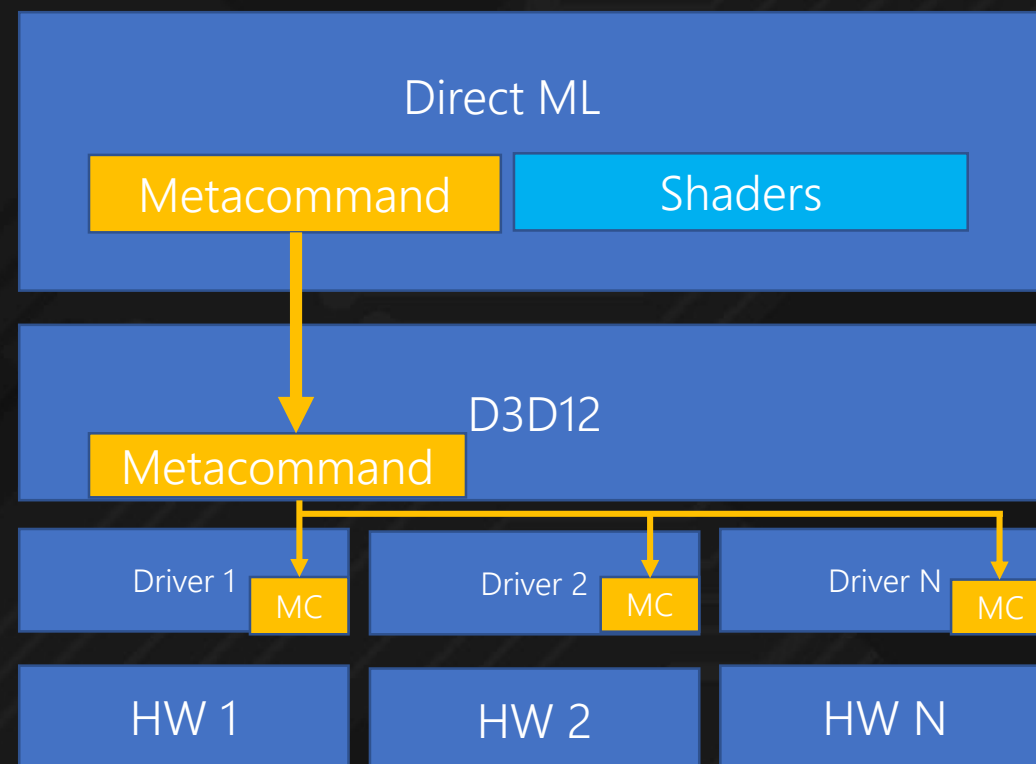 Direct ML
Metacommand
Shaders
D3D12
Metacommand
Driver 1
MC
Driver 2
MC
Driver N
MC
HW 1
HW 2
HW N